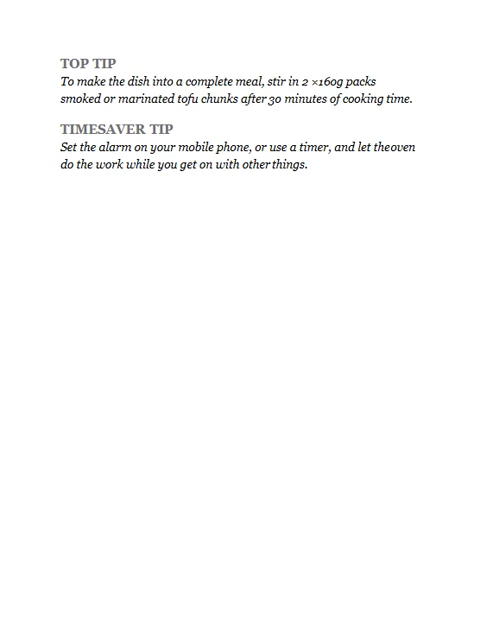 TOP TIP
To make the dish into a complete meal, stir in 2 ×160g packs
smoked or marinated tofu chunks after 30 minutes of cooking time.
TIMESAVER TIP
Set the alarm on your mobile phone, or use a timer, and let theoven
do the work while you get on with other things.